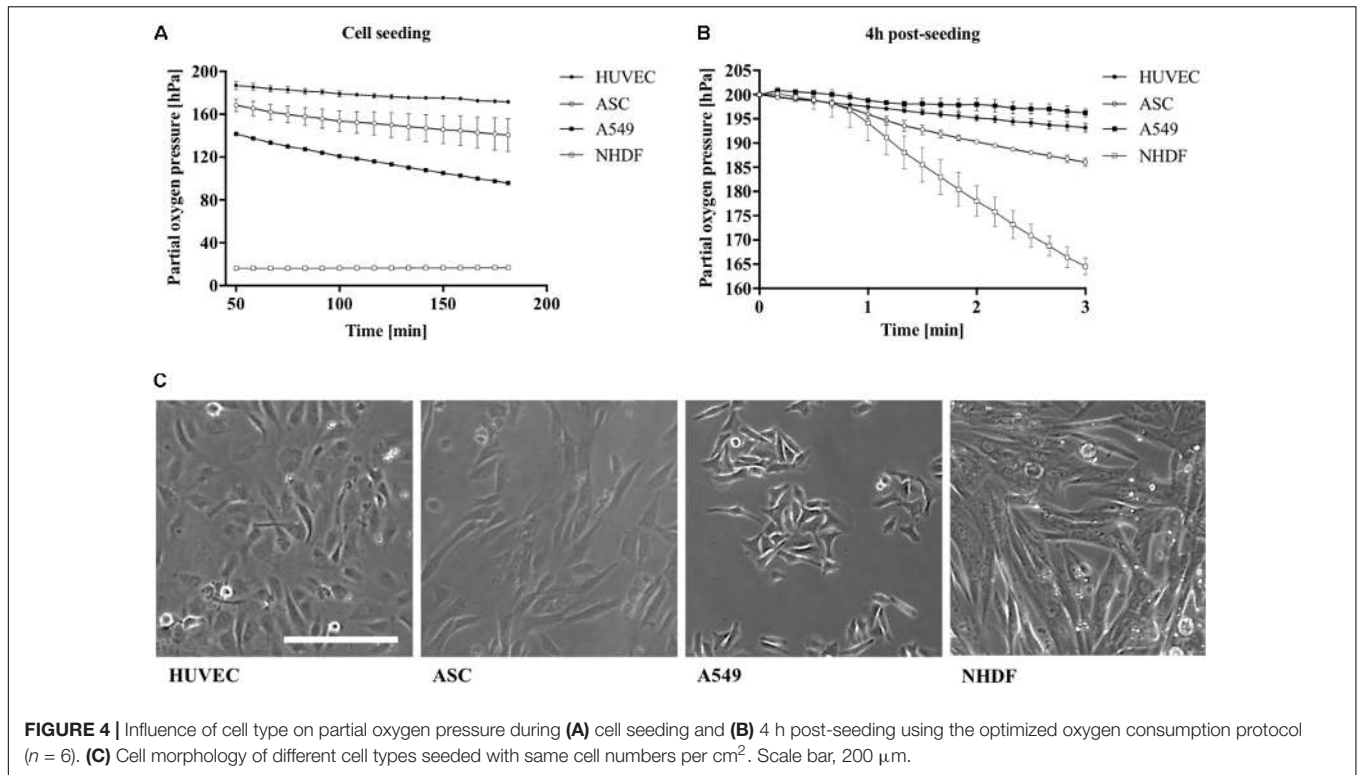 A
Cell seeding
Partial oxygen pressure [hPa]
200
160
120
80
40
0
50
100
150
200
Time [min]
HUVEC
ASC
A549
NHDF
B
4h post-seeding
Partial oxygen pressure [hPa]
205
200
195
190
185
180
175
170
165
160
0
1
2
3
Time [min]
HUVEC
ASC
A549
NHDF
C
HUVEC
ASC
A549
NHDF
FIGURE 4 | Influence of cell type on partial oxygen pressure during (A) cell seeding and (B) 4 h post-seeding using the optimized oxygen consumption protocol
(n = 6). (C) Cell morphology of different cell types seeded with same cell numbers per cm². Scale bar, 200 μm.